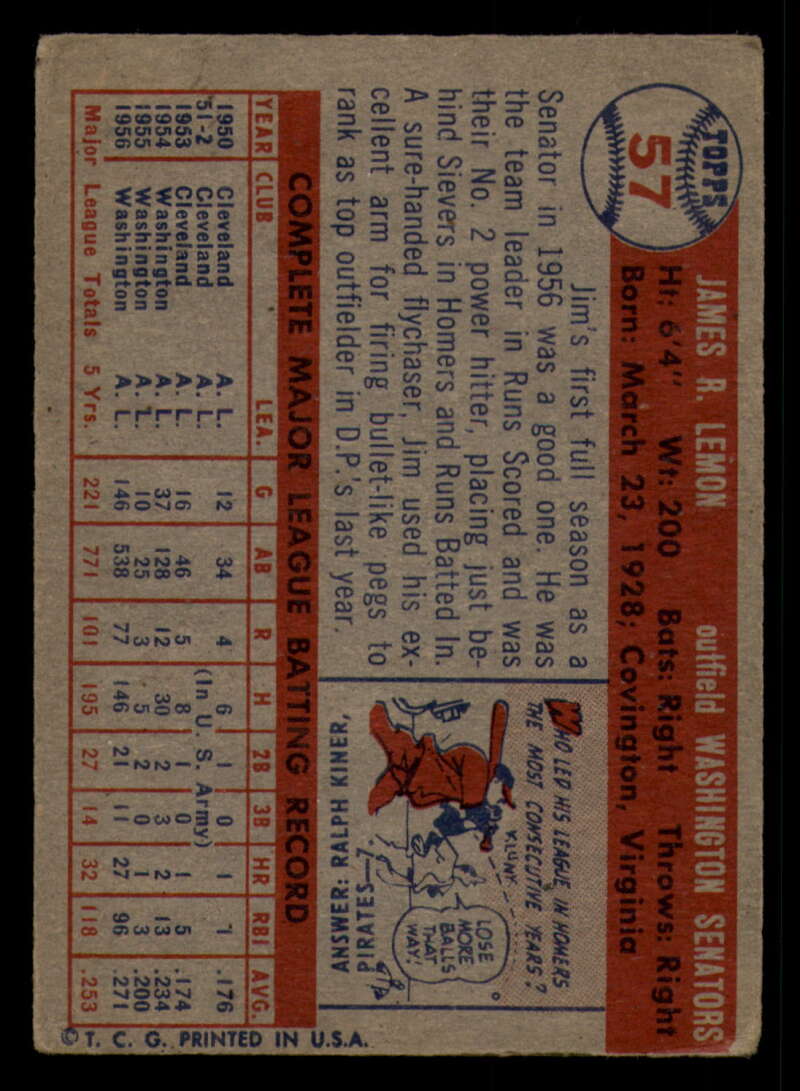 TOPPS
57
JAMES R. LEMON outfield WASHINGTON SENATORS
Ht: 6'4" Wt: 200 Bats: Right Throws: Right
Born: March 23, 1928; Covington, Virginia
Jim's first full season as a
Senator in 1956 was a good one. He was
the team leader in Runs Scored and was
their No. 2 power hitter, placing just be-
hind Sievers in Homers and Runs Batted In.
A sure-handed flychaser, Jim used his ex-
cellent arm for firing bullet-like pegs to
rank as top outfielder in D.P.'s last year.
WHO LED HIS LEAGUE IN HOMERS
THE MOST CONSECUTIVE YEARS?
KLUNK
LOSE
MORE
BALLS
THAT
WAY!
ANSWER: RALPH KINER,
PIRATES—7.
COMPLETE MAJOR LEAGUE BATTING RECORD
YEAR CLUB LEA. G AB R H 2B 3B HR RBI AVG.
1950 Cleveland A. L. 12 34 4 6 1 0 1 1 .176
'51-2 Cleveland A. L. (In U. S. Army)
1953 Cleveland A. L. 16 46 5 8 1 0 1 5 .174
1954 Washington A. L. 37 128 12 30 2 3 2 13 .234
1955 Washington A. L. 10 25 3 5 2 0 1 3 .200
1956 Washington A. L. 146 538 77 146 21 11 27 96 .271
Major League Totals 5 Yrs. 221 771 101 195 27 14 32 118 .253
© T. C. G. PRINTED IN U.S.A.